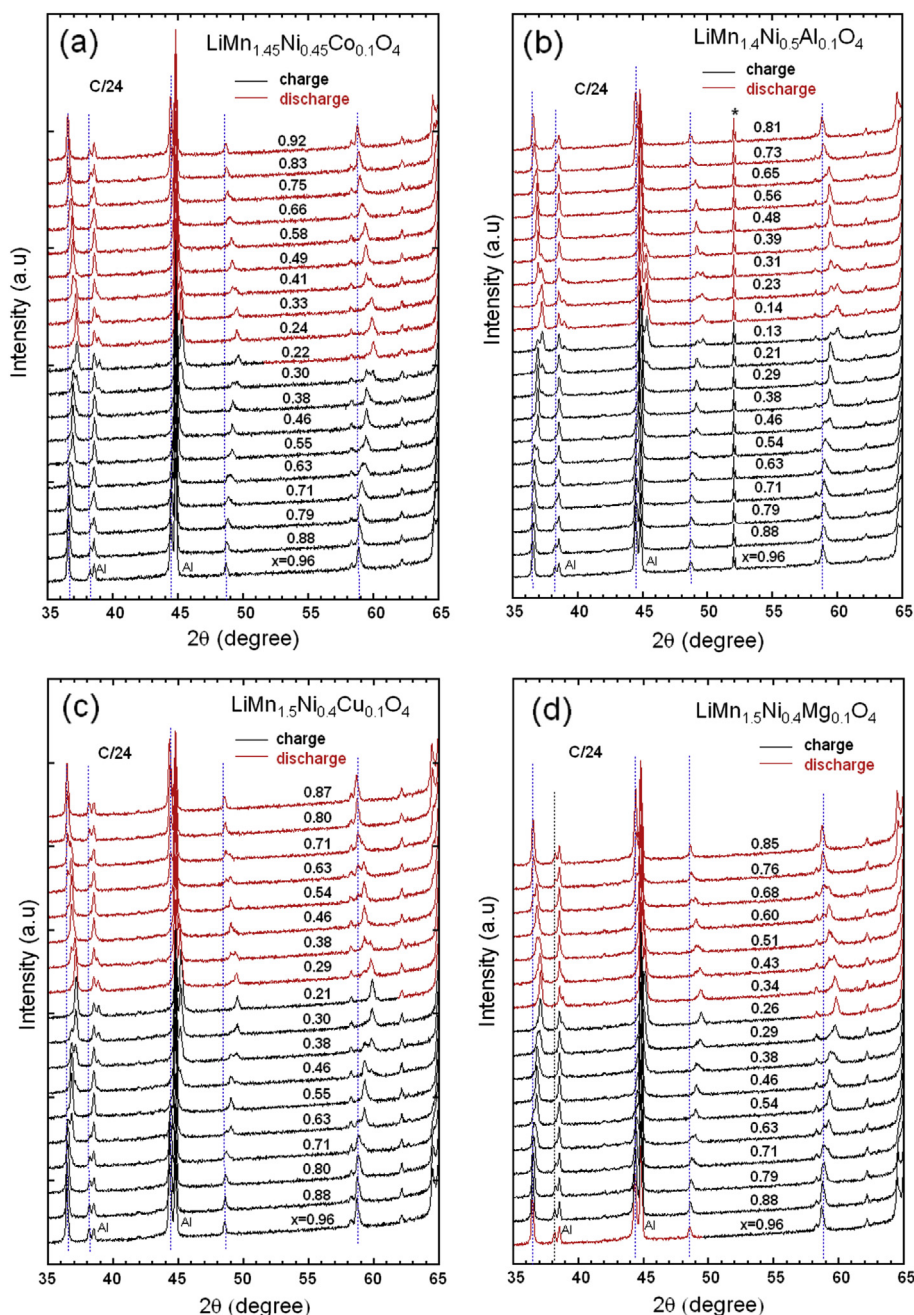 (a)
LiMn1.45Ni0.45Co0.1O4
charge
discharge
C/24
0.92
0.83
0.75
0.66
0.58
0.49
0.41
0.33
0.24
0.22
0.30
0.38
0.46
0.55
0.63
0.71
0.79
0.88
x=0.96
Al
Al
35 40 45 50 55 60 65
2θ (degree)
Intensity (a.u)
(b)
LiMn1.4Ni0.5Al0.1O4
charge
discharge
C/24
*
0.81
0.73
0.65
0.56
0.48
0.39
0.31
0.23
0.14
0.13
0.21
0.29
0.38
0.46
0.54
0.63
0.71
0.79
0.88
x=0.96
Al
Al
35 40 45 50 55 60 65
2θ (degree)
Intensity (a.u)
(c)
LiMn1.5Ni0.4Cu0.1O4
charge
discharge
C/24
0.87
0.80
0.71
0.63
0.54
0.46
0.38
0.29
0.21
0.30
0.38
0.46
0.55
0.63
0.71
0.80
0.88
x=0.96
Al
Al
35 40 45 50 55 60 65
2θ (degree)
Intensity (a.u)
(d)
LiMn1.5Ni0.4Mg0.1O4
charge
discharge
C/24
0.85
0.76
0.68
0.60
0.51
0.43
0.34
0.26
0.29
0.38
0.46
0.54
0.63
0.71
0.79
0.88
x=0.96
Al
Al
35 40 45 50 55 60 65
2θ (degree)
Intensity (a.u)